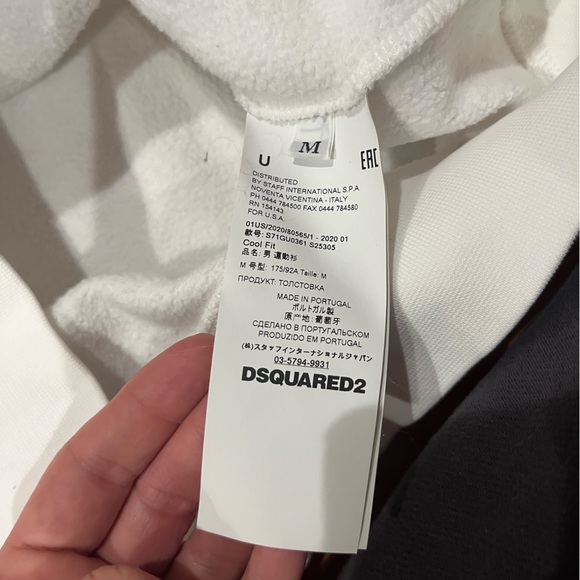 M
U
EAC
DISTRIBUTED
BY STAFF INTERNATIONAL S.P.A
NOVENTA VICENTINA - ITALY
PH 0444 784500 FAX 0444 784580
RN 154143
FOR U.S.A
01US/2020/80565/1 - 2020 01
款号: S71GU0361 S25305
Cool Fit
品名: 男 運動衫
M 号型: 175/92A Taille: M
ПРОДУКТ: ТОЛСТОВКА
MADE IN PORTUGAL
ポルトガル製
原产地: 葡萄牙
СДЕЛАНО В ПОРТУГАЛЬСКОМ
PRODUZIDO EM PORTUGAL
(株)スタッフインターナショナルジャパン
03-5794-9931
DSQUARED2